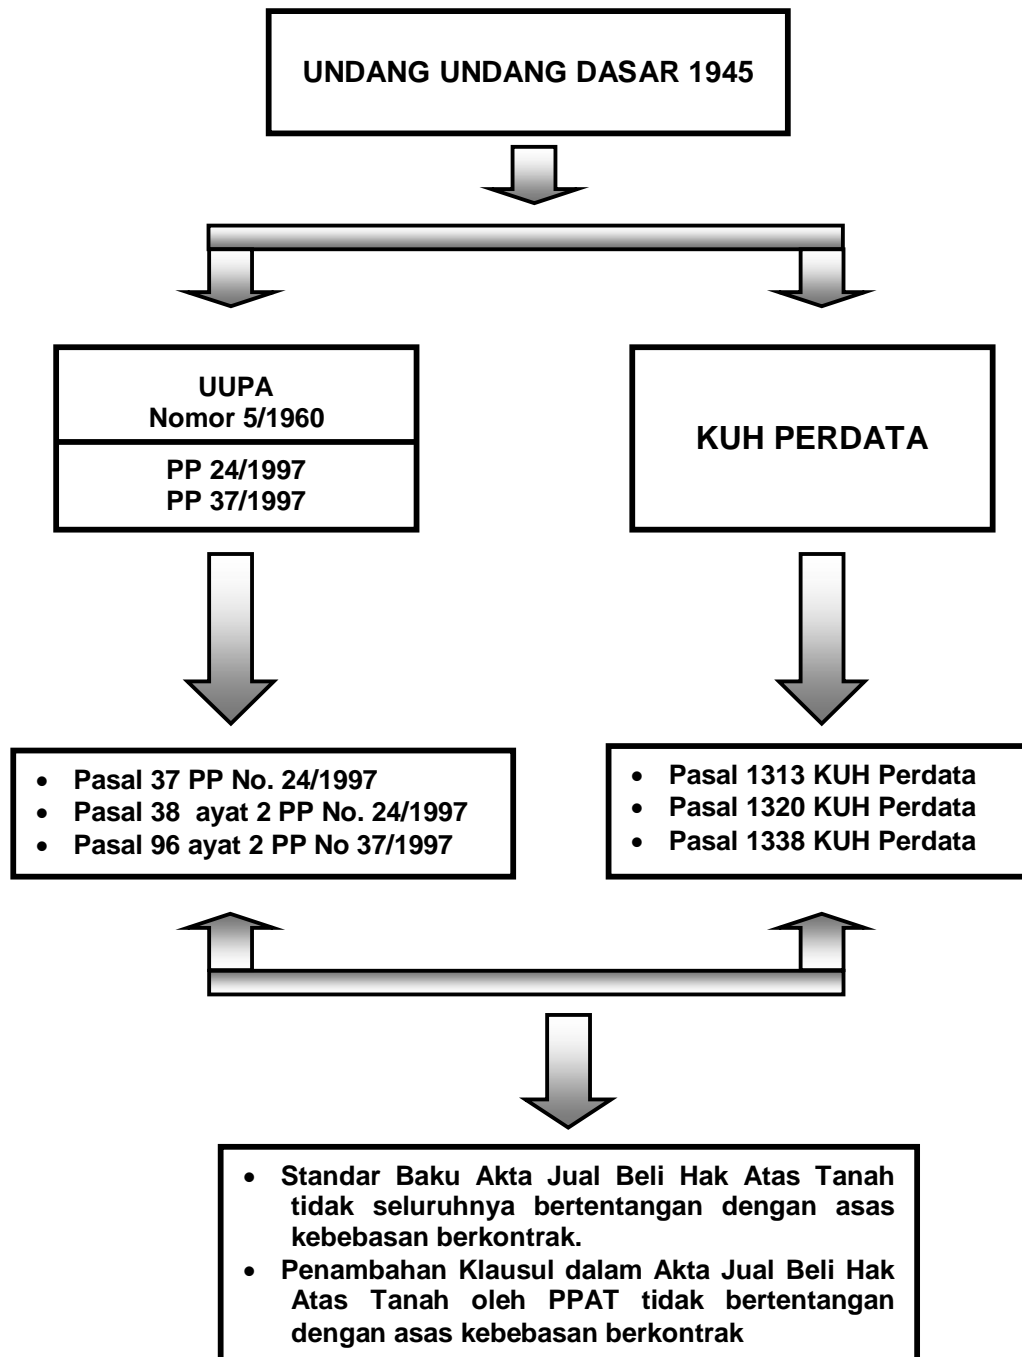 UNDANG UNDANG DASAR 1945
UUPA
Nomor 5/1960
PP 24/1997
PP 37/1997
KUH PERDATA
• Pasal 37 PP No. 24/1997
• Pasal 38 ayat 2 PP No. 24/1997
• Pasal 96 ayat 2 PP No 37/1997
• Pasal 1313 KUH Perdata
• Pasal 1320 KUH Perdata
• Pasal 1338 KUH Perdata
• Standar Baku Akta Jual Beli Hak Atas Tanah
tidak seluruhnya bertentangan dengan asas
kebebasan berkontrak.
• Penambahan Klausul dalam Akta Jual Beli Hak
Atas Tanah oleh PPAT tidak bertentangan
dengan asas kebebasan berkontrak